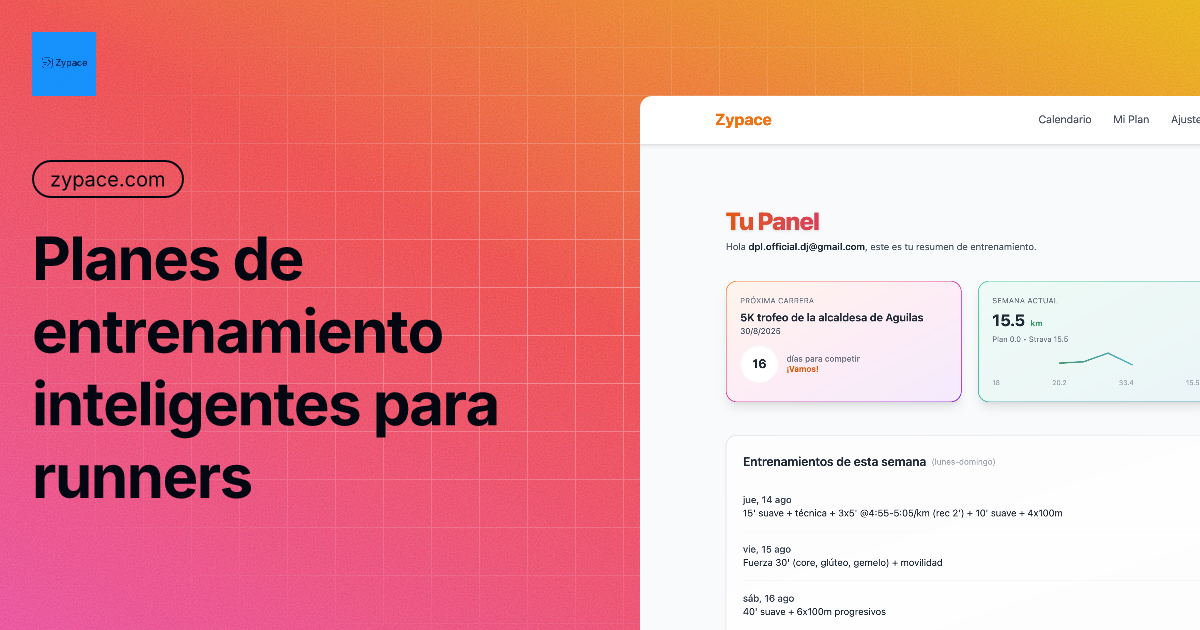 Zypace
zypace.com
Planes de
entrenamiento
inteligentes para
runners
Zypace
Calendario Mi Plan Ajuste
Tu Panel
Hola dpl.official.dj@gmail.com, este es tu resumen de entrenamiento.
PRÓXIMA CARRERA
5K trofeo de la alcaldesa de Aguilas
30/8/2025
16
días para competir
¡Vamos!
SEMANA ACTUAL
15.5 km
Plan 0.0 • Strava 15.5
18 20.2 33.4 15.5
Entrenamientos de esta semana (lunes-domingo)
jue, 14 ago
15' suave + técnica + 3x5' @4:55-5:05/km (rec 2') + 10' suave + 4x100m
vie, 15 ago
Fuerza 30' (core, glúteo, gemelo) + movilidad
sáb, 16 ago
40' suave + 6x100m progresivos